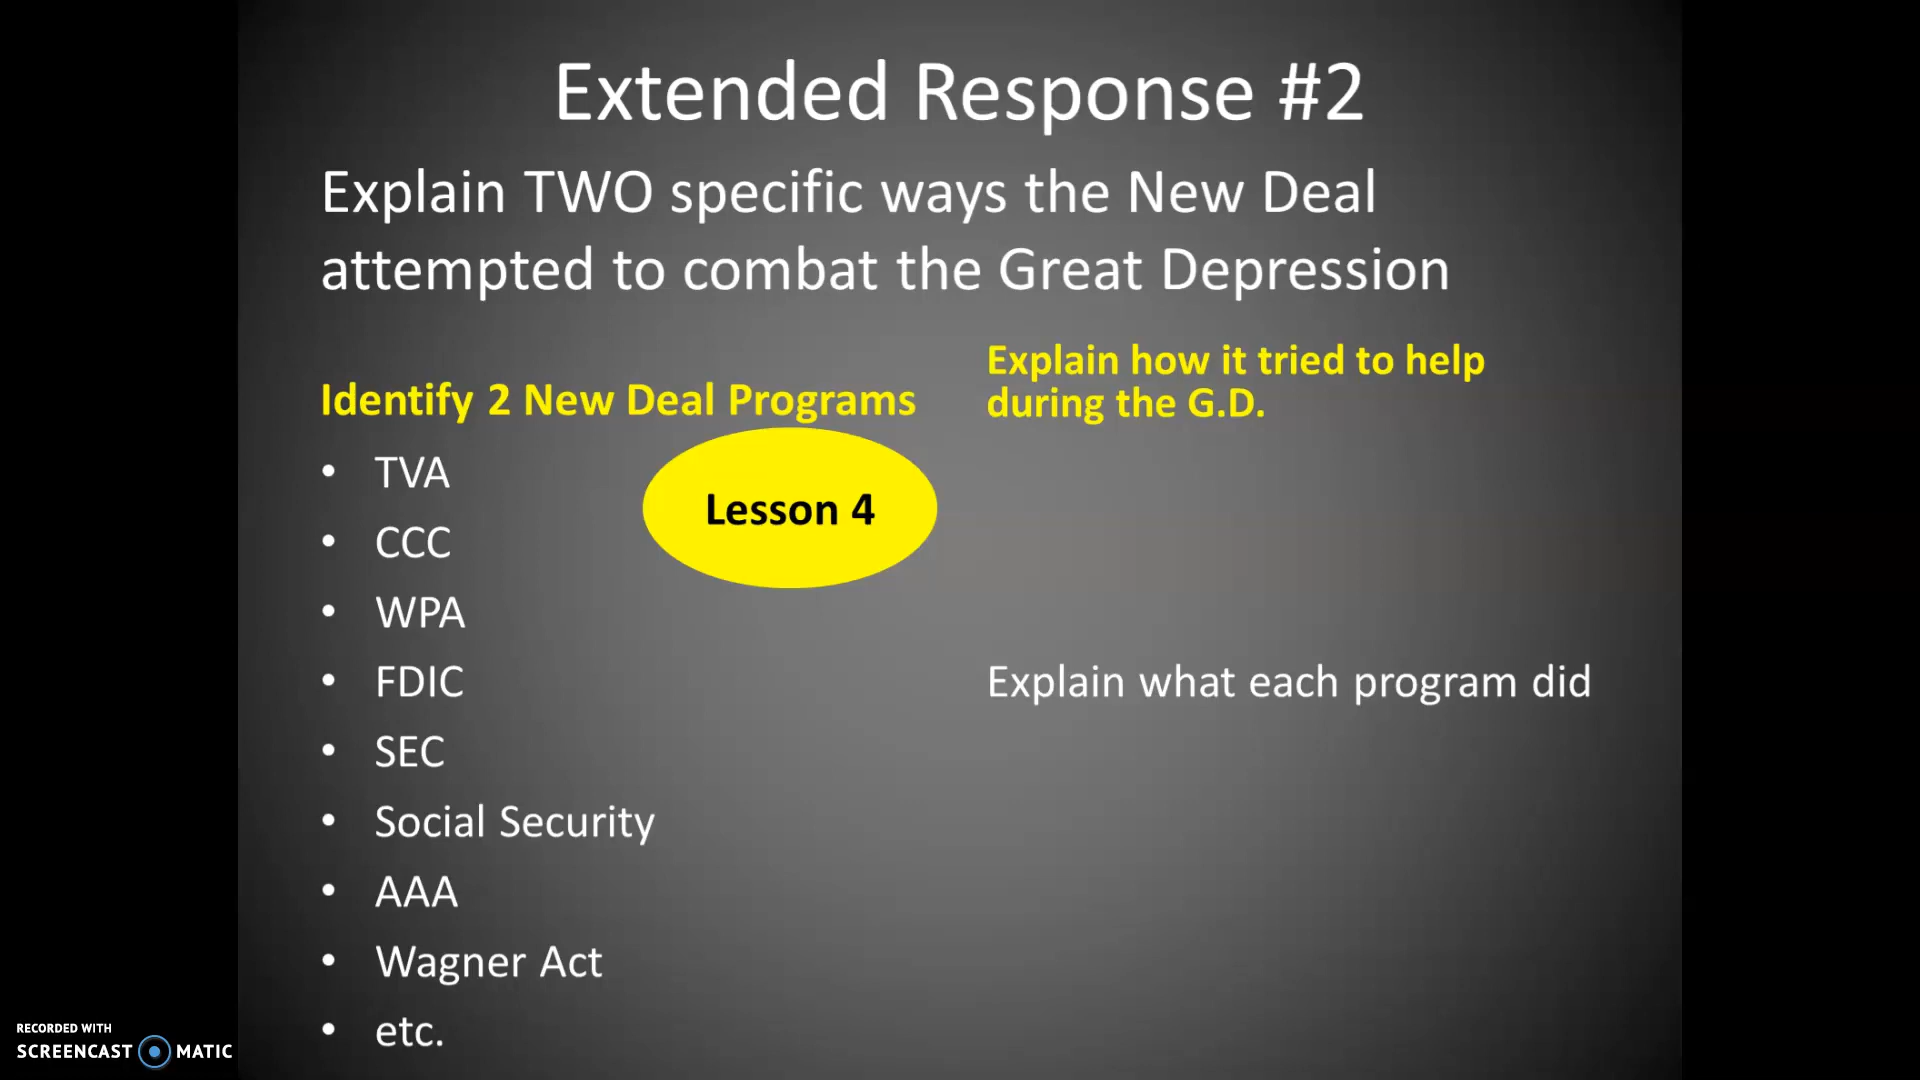 Extended Response #2
Explain TWO specific ways the New Deal
attempted to combat the Great Depression
Identify 2 New Deal Programs
• TVA
• CCC
• WPA
• FDIC
• SEC
• Social Security
• AAA
• Wagner Act
• etc.
Lesson 4
Explain how it tried to help
during the G.D.
Explain what each program did
RECORDED WITH
SCREENCAST MATIC